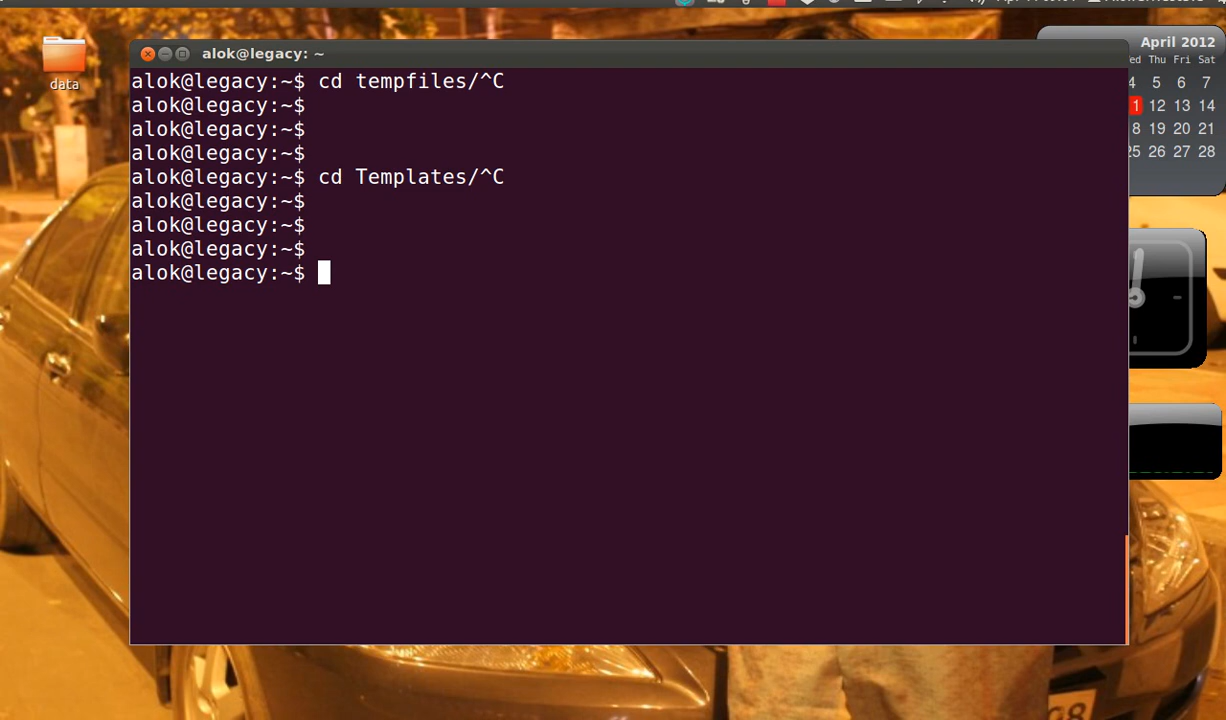 data
alok@legacy: ~
alok@legacy:~$ cd tempfiles/^C
alok@legacy:~$
alok@legacy:~$
alok@legacy:~$
alok@legacy:~$ cd Templates/^C
alok@legacy:~$
alok@legacy:~$
alok@legacy:~$
alok@legacy:~$
April 2012
ed Thu Fri Sat
4 5 6 7
1 12 13 14
8 19 20 21
25 26 27 28